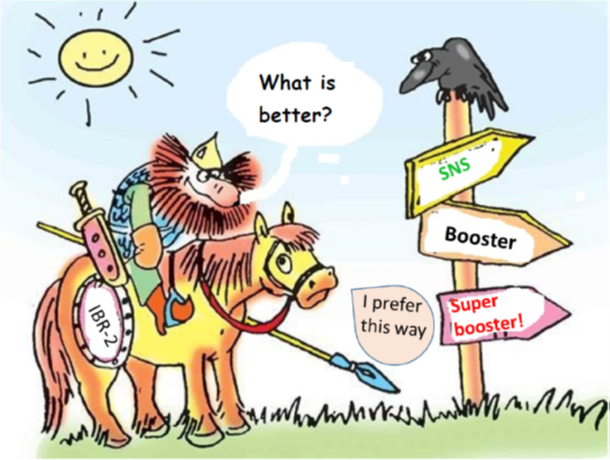 What is
better?
SNS
Booster
Super
booster!
I prefer
this way
IBR-2